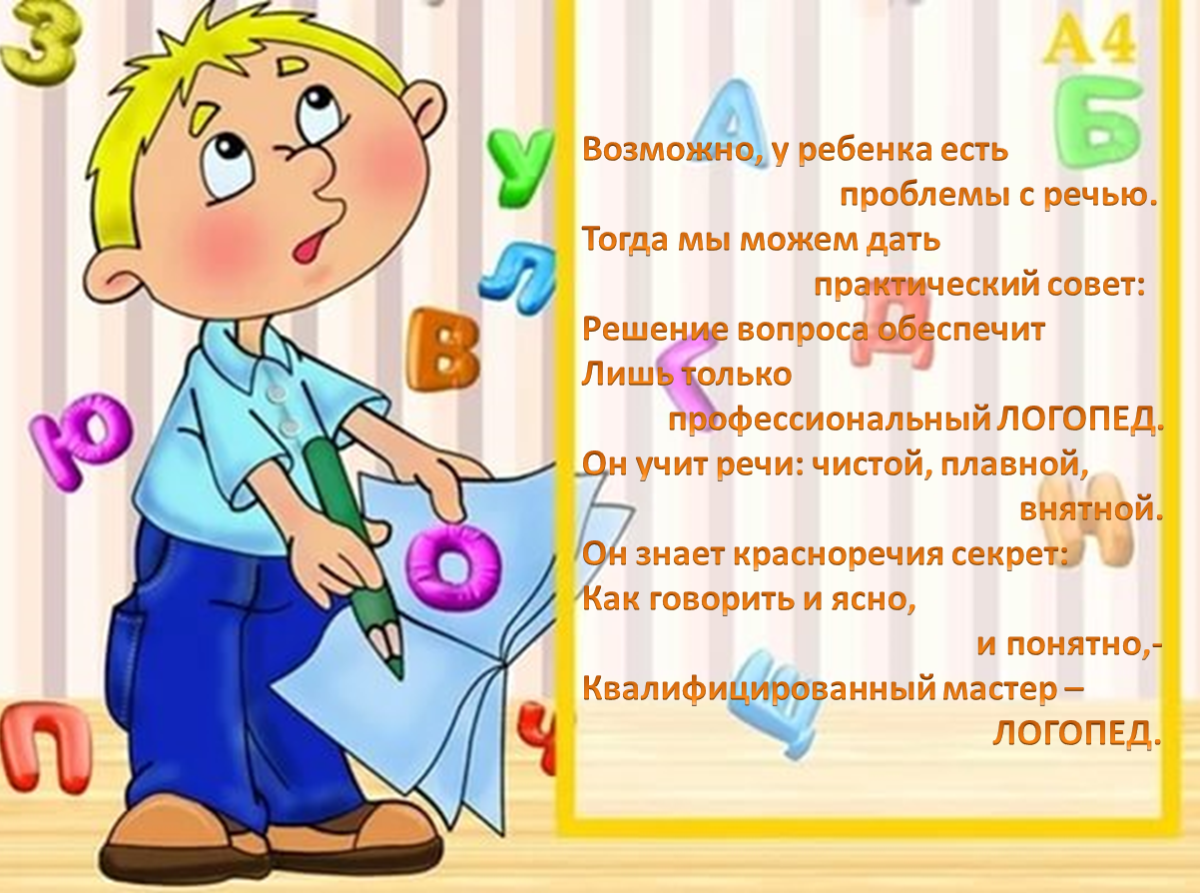 З
А4
А
Б
У
Возможно, у ребенка есть
проблемы с речью.
Тогда мы можем дать
практический совет:
Л
Д
В
Решение вопроса обеспечит
Г
Лишь только
Ю
профессиональный ЛОГОПЕД.
Он учит речи: чистой, плавной,
внятной.
Н
О
Он знает красноречия секрет:
Как говорить и ясно,
и понятно,-
Квалифицированный мастер –
Щ
ЛОГОПЕД.
П
Ч